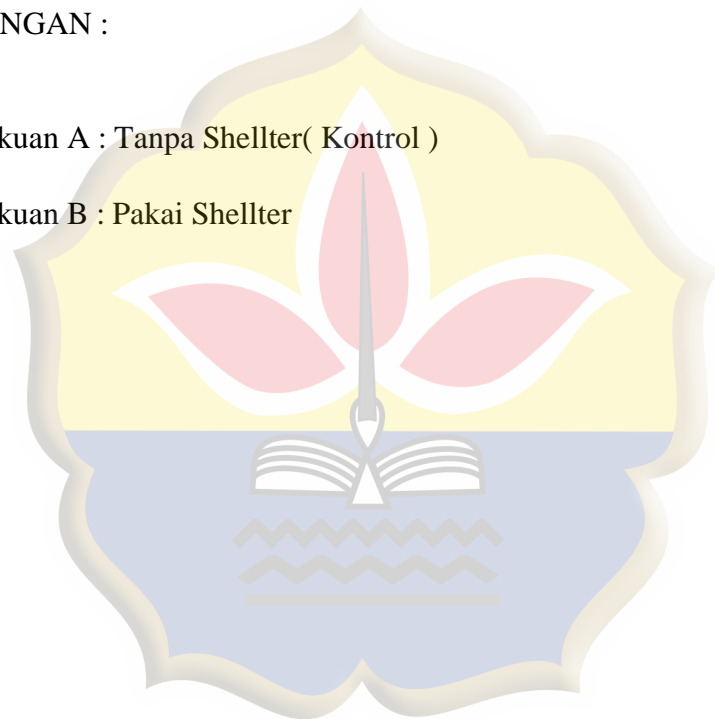 NGAN :
kuan A : Tanpa Shellter( Kontrol )
kuan B : Pakai Shellter